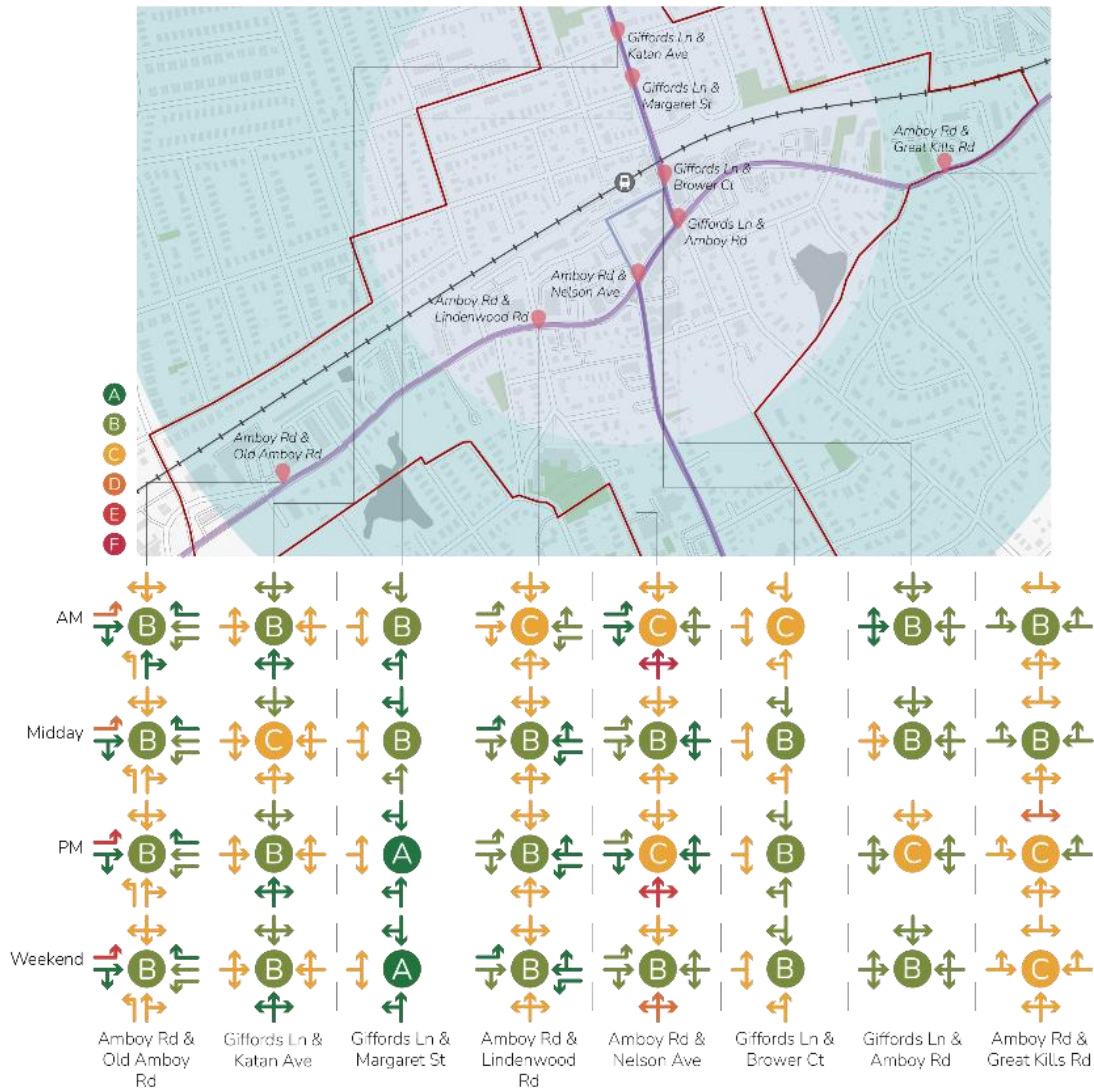 Giffords Ln &
Katan Ave
Giffords Ln &
Margaret St
Amboy Rd &
Great Kills Rd
Giffords Ln &
Brower Ct
Giffords Ln &
Amboy Rd
Amboy Rd &
Nelson Ave
Amboy Rd &
Lindenwood Rd
Amboy Rd &
Old Amboy Rd
A
B
C
D
E
F
AM
B
B
B
C
C
C
B
B
Midday
B
C
B
B
B
B
B
B
PM
B
B
A
B
C
B
C
C
Weekend
B
B
A
B
B
B
B
C
Amboy Rd &
Old Amboy
Rd
Giffords Ln &
Katan Ave
Giffords Ln &
Margaret St
Amboy Rd &
Lindenwood
Rd
Amboy Rd &
Nelson Ave
Giffords Ln &
Brower Ct
Giffords Ln &
Amboy Rd
Amboy Rd &
Great Kills Rd